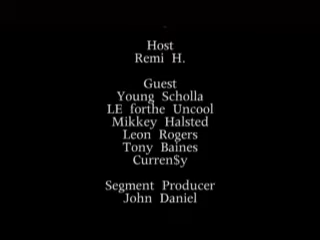 Host
Remi H.
Guest
Young Scholla
LE forthe Uncool
Mikkey Halsted
Leon Rogers
Tony Baines
Curren$y
Segment Producer
John Daniel